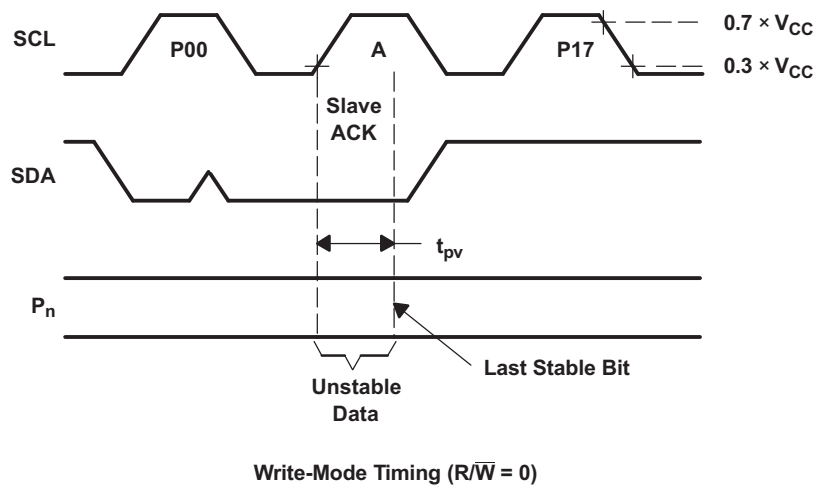 0.7 × VCC
SCL
P00
A
P17
0.3 × VCC
Slave
ACK
SDA
tpv
Pn
Last Stable Bit
Unstable
Data
Write-Mode Timing (R/W̅ = 0)